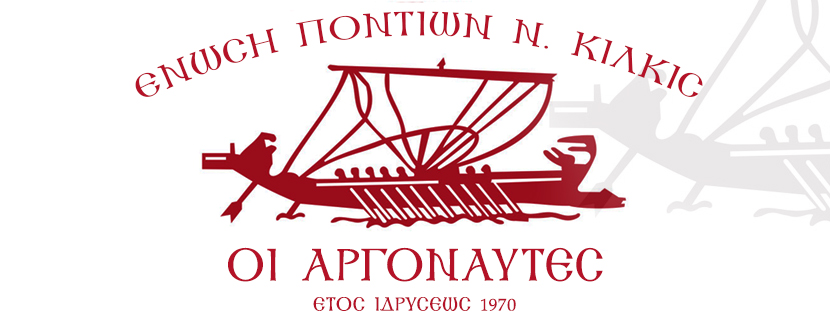 ΕΝΩΣΗ ΠΟΝΤΙΩΝ Ν. ΚΙΛΚΙΣ
ΟΙ ΑΡΓΟΝΑΥΤΕΣ
ΕΤΟΣ ΙΔΡΥΣΕΩΣ 1970